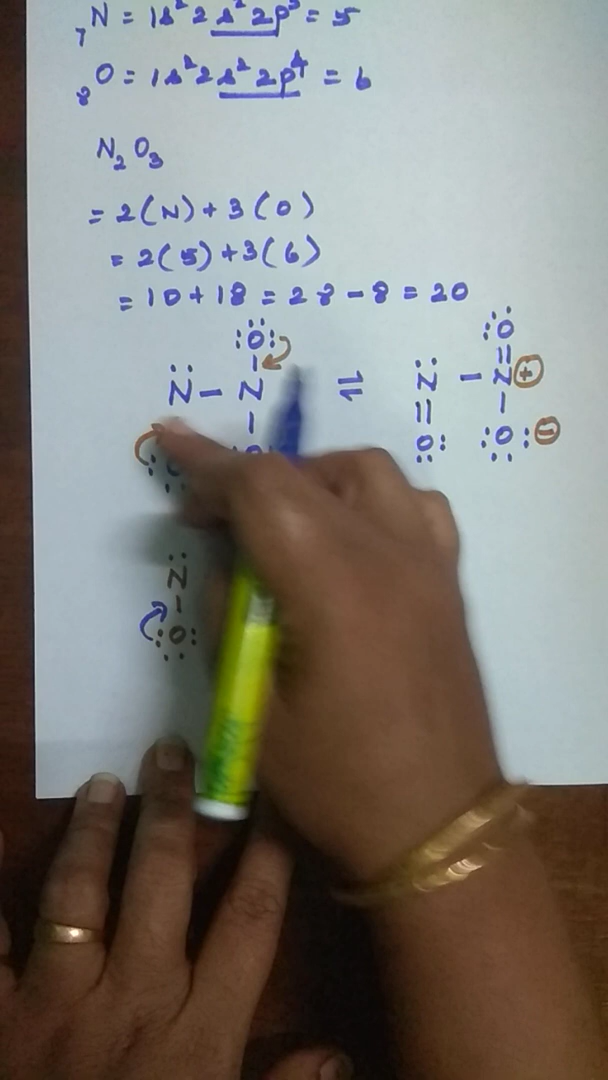 ₇N = 1s²2s²2p³ = 5
₈O = 1s²2s²2p⁴ = 6
N₂O₃
= 2(N)+3(O)
= 2(5)+3(6)
= 10+18 = 28-8 = 20
:Ö: :Ö
N̈ - N ⇌ N̈ - N⊕
O: :O:⊖
N̈
:O: